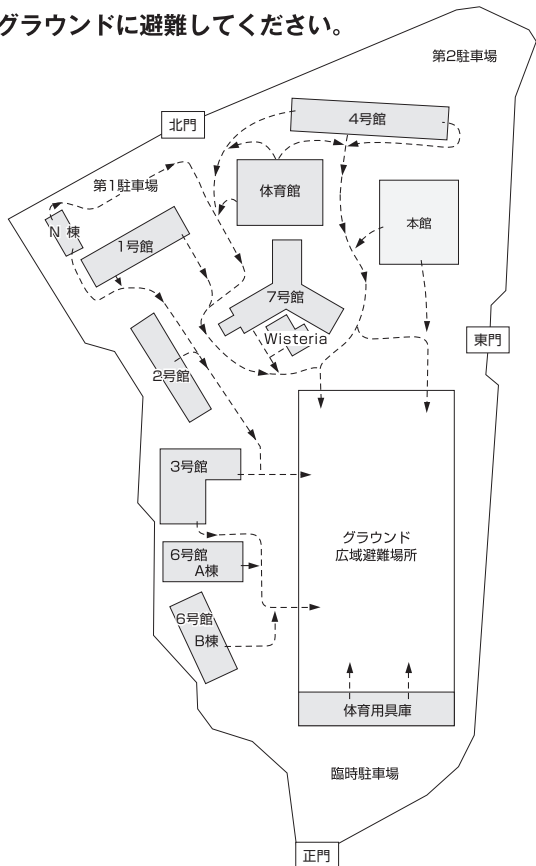 グラウンドに避難してください。
第2駐車場
4号館
北門
体育館
第1駐車場
本館
N 棟
1号館
7号館
Wisteria
東門
2号館
3号館
グラウンド
広域避難場所
6号館
A棟
6号館
B棟
体育用具庫
臨時駐車場
正門